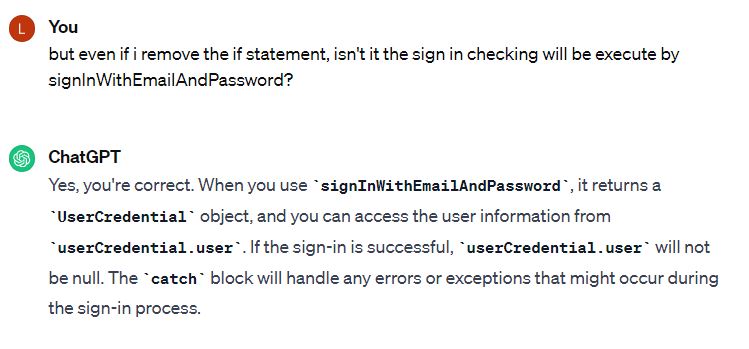 L
You
but even if i remove the if statement, isn't it the sign in checking will be execute by
signInWithEmailAndPassword?
ChatGPT
Yes, you're correct. When you use `signInWithEmailAndPassword`, it returns a
`UserCredential` object, and you can access the user information from
`userCredential.user`. If the sign-in is successful, `userCredential.user` will not
be null. The `catch` block will handle any errors or exceptions that might occur during
the sign-in process.